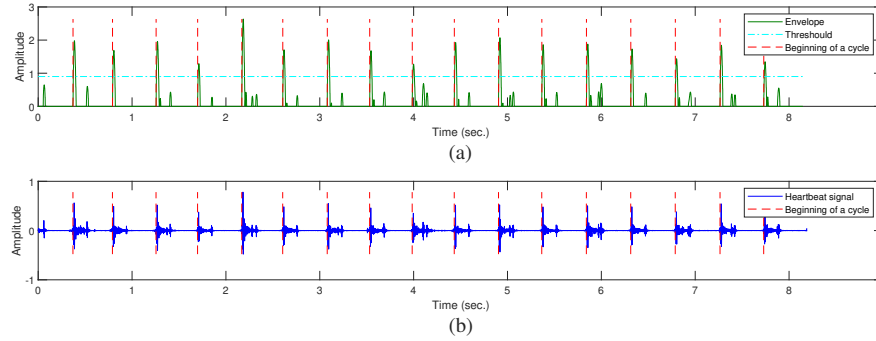 Amplitude
3
2
1
0
Envelope
Threshould
Beginning of a cycle
0 1 2 3 4 5 6 7 8
Time (sec.)
(a)
Amplitude
1
0
-1
Heartbeat signal
Beginning of a cycle
0 1 2 3 4 5 6 7 8
Time (sec.)
(b)